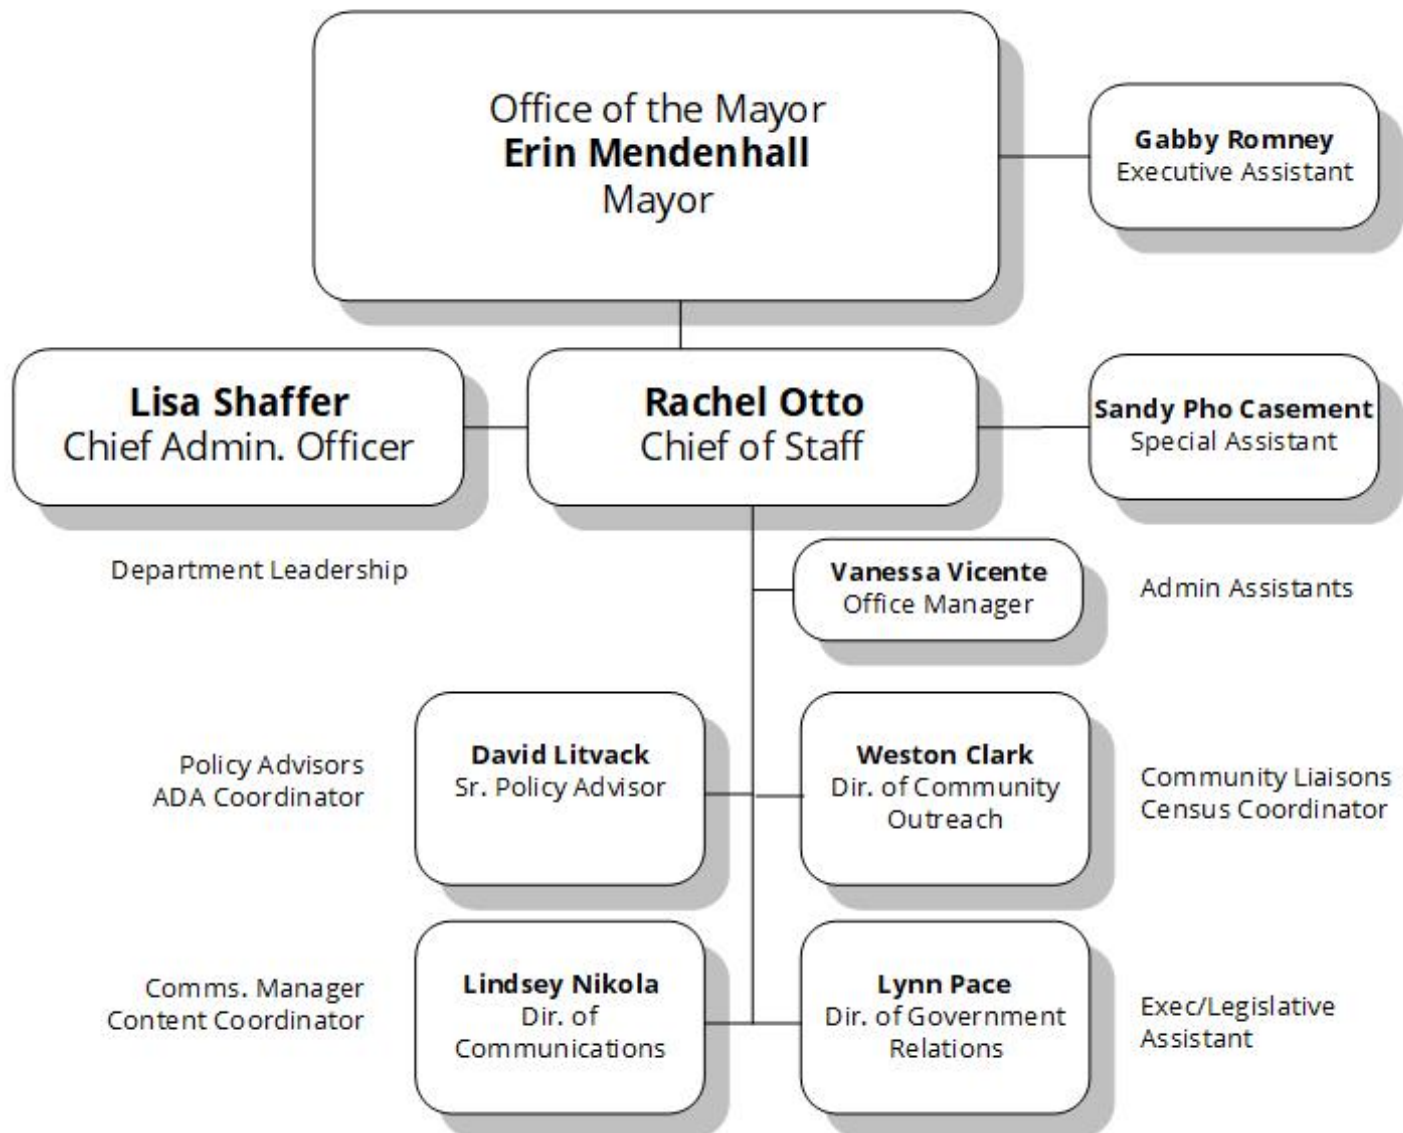 Office of the Mayor
Erin Mendenhall
Mayor
Gabby Romney
Executive Assistant
Lisa Shaffer
Chief Admin. Officer
Rachel Otto
Chief of Staff
Sandy Pho Casement
Special Assistant
Department Leadership
Vanessa Vicente
Office Manager
Admin Assistants
Policy Advisors
ADA Coordinator
David Litvack
Sr. Policy Advisor
Weston Clark
Dir. of Community
Outreach
Community Liaisons
Census Coordinator
Comms. Manager
Content Coordinator
Lindsey Nikola
Dir. of
Communications
Lynn Pace
Dir. of Government
Relations
Exec/Legislative
Assistant